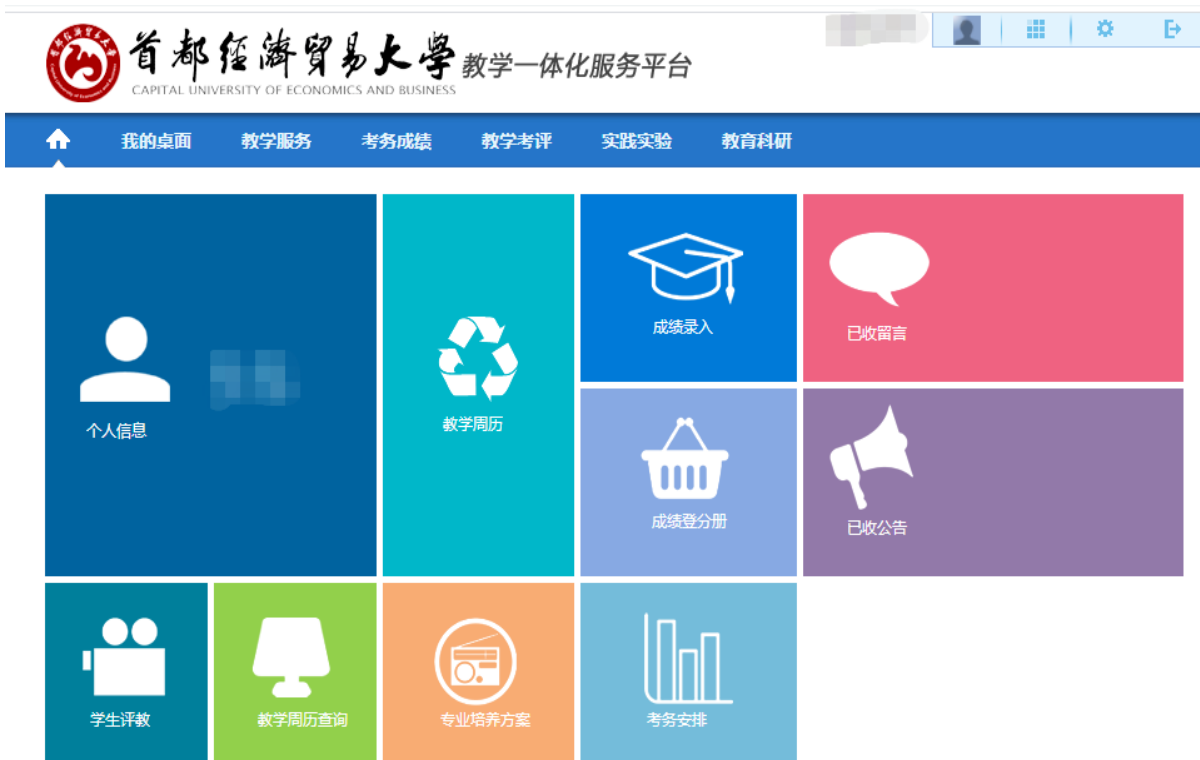 首都經濟貿易大學
CAPITAL UNIVERSITY OF ECONOMICS AND BUSINESS
教学一体化服务平台
我的桌面 教学服务 考务成绩 教学考评 实践实验 教育科研
个人信息
教学周历
成绩录入
已收留言
成绩登分册
已收公告
学生评教
教学周历查询
专业培养方案
考务安排